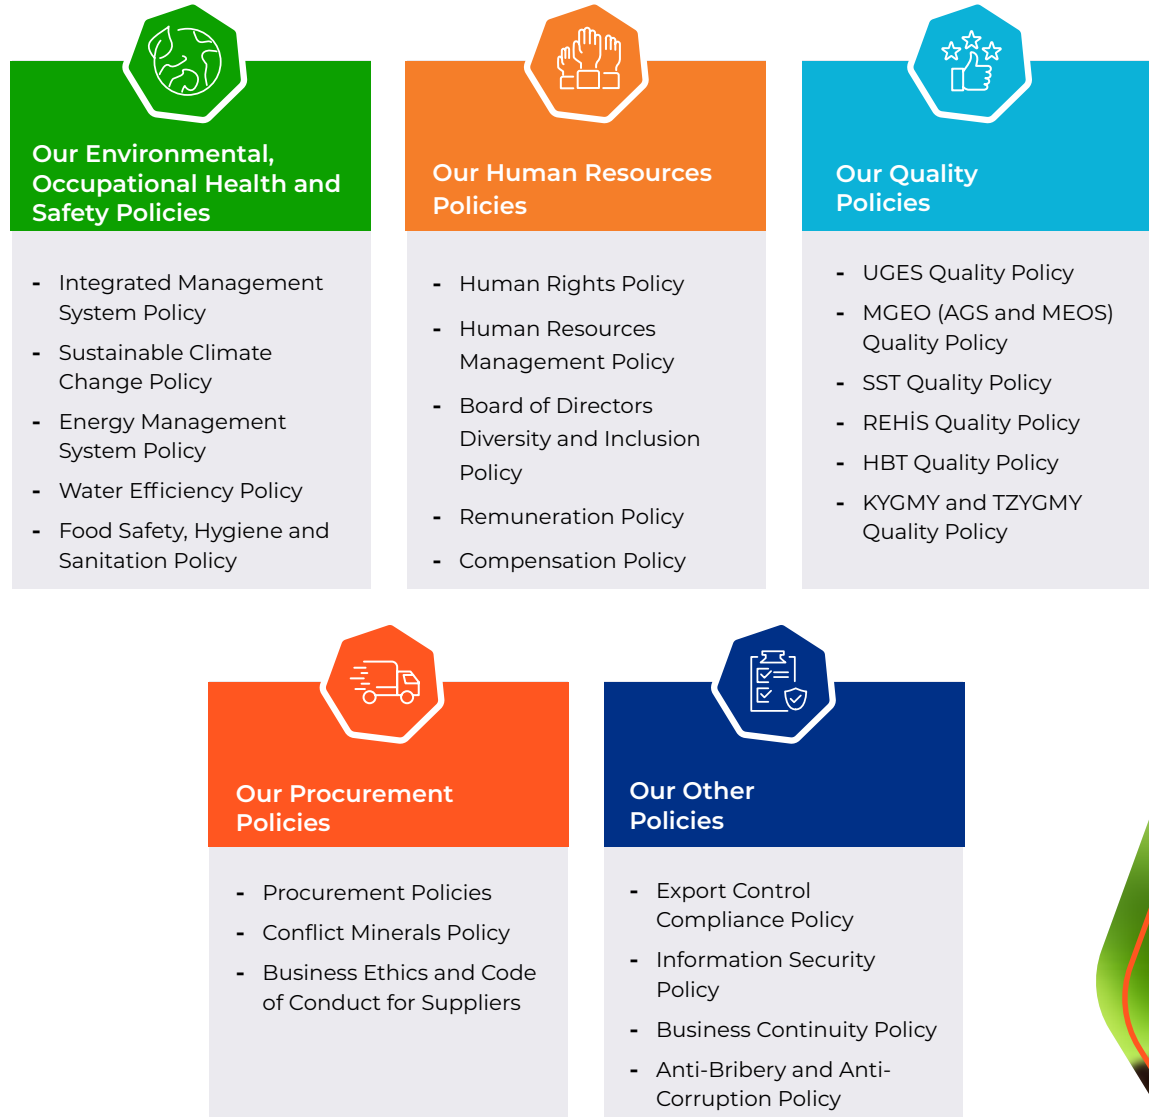 Our Environmental,
Occupational Health and
Safety Policies
- Integrated Management
System Policy
- Sustainable Climate
Change Policy
- Energy Management
System Policy
- Water Efficiency Policy
- Food Safety, Hygiene and
Sanitation Policy
Our Human Resources
Policies
- Human Rights Policy
- Human Resources
Management Policy
- Board of Directors
Diversity and Inclusion
Policy
- Remuneration Policy
- Compensation Policy
Our Quality
Policies
- UGES Quality Policy
- MGEO (AGS and MEOS)
Quality Policy
- SST Quality Policy
- REHİS Quality Policy
- HBT Quality Policy
- KYGMY and TZYGMY
Quality Policy
Our Procurement
Policies
- Procurement Policies
- Conflict Minerals Policy
- Business Ethics and Code
of Conduct for Suppliers
Our Other
Policies
- Export Control
Compliance Policy
- Information Security
Policy
- Business Continuity Policy
- Anti-Bribery and Anti-
Corruption Policy